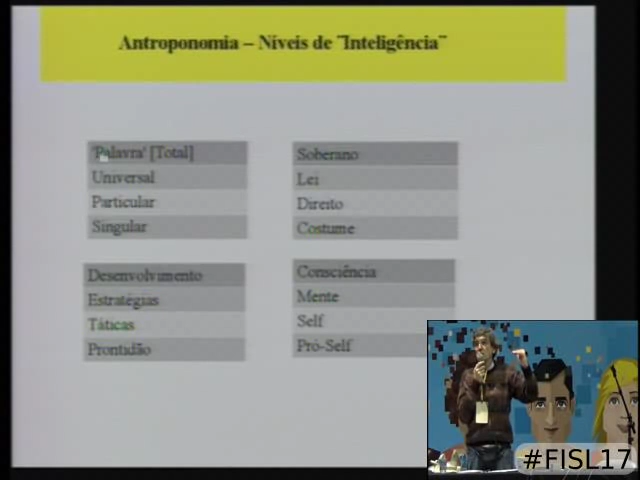 Antroponomia – Níveis de "Inteligência"
'Palavra' [Total]
Universal
Particular
Singular
Soberano
Lei
Direito
Costume
Desenvolvimento
Estratégias
Táticas
Prontidão
Consciência
Mente
Self
Pró-Self
#FISL17